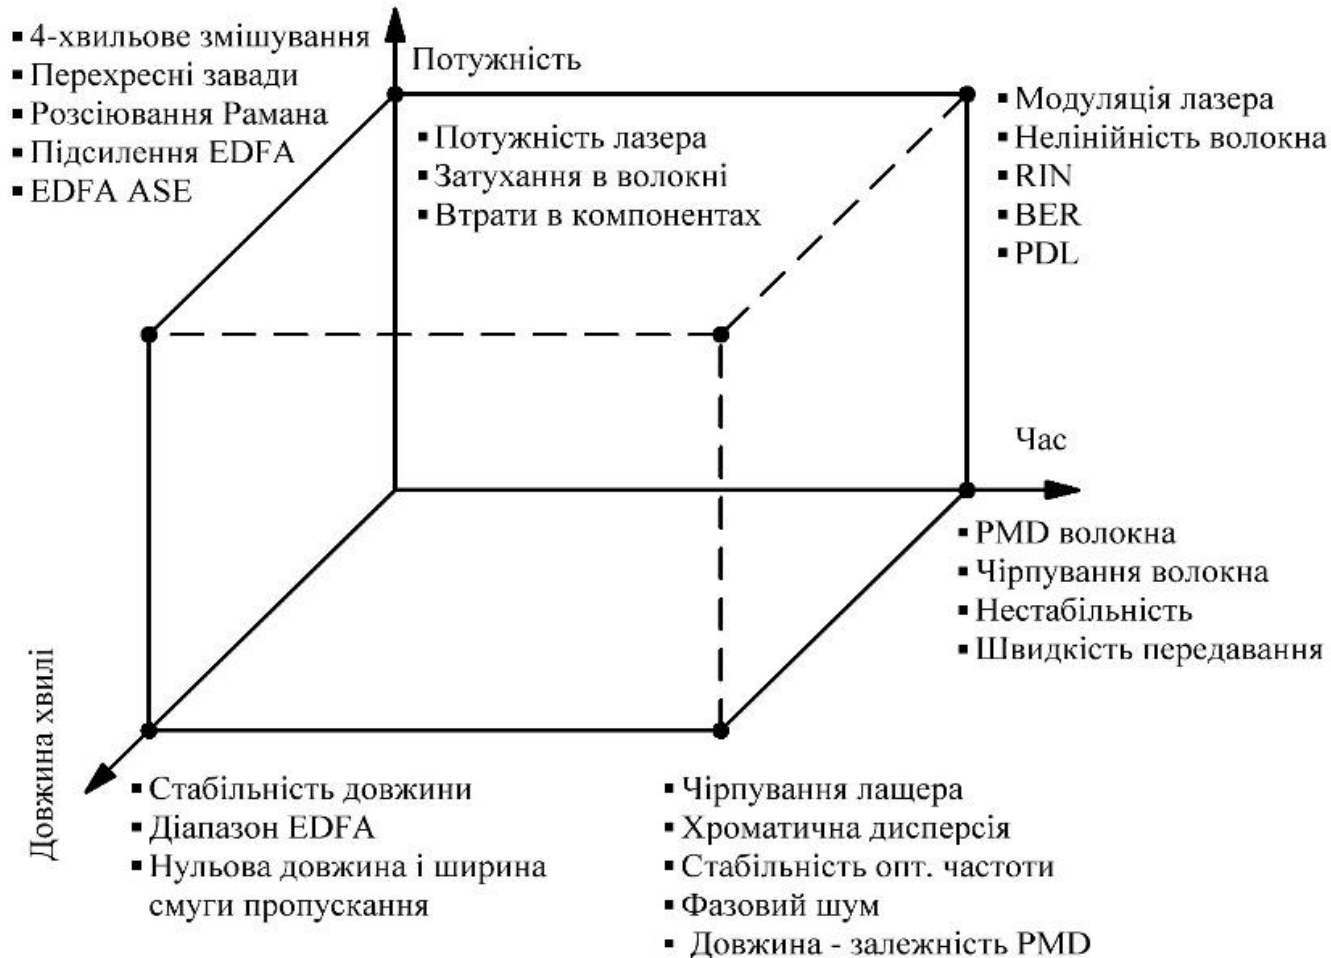 ▪ 4-хвильове змішування
▪ Перехресні завади
▪ Розсіювання Рамана
▪ Підсилення EDFA
▪ EDFA ASE
Потужність
▪ Потужність лазера
▪ Затухання в волокні
▪ Втрати в компонентах
▪ Модуляція лазера
▪ Нелінійність волокна
▪ RIN
▪ BER
▪ PDL
Час
▪ PMD волокна
▪ Чірпування волокна
▪ Нестабільність
▪ Швидкість передавання
Довжина хвилі
▪ Стабільність довжини
▪ Діапазон EDFA
▪ Нульова довжина і ширина
смуги пропускання
▪ Чірпування лащера
▪ Хроматична дисперсія
▪ Стабільність опт. частоти
▪ Фазовий шум
▪ Довжина - залежність PMD